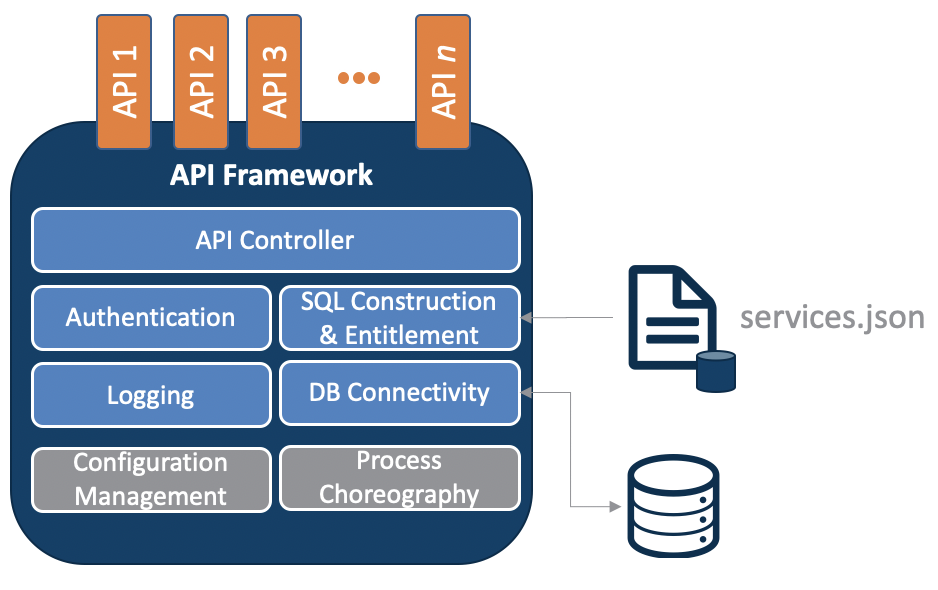 API 1
API 2
API 3
API n
API Framework
API Controller
Authentication
SQL Construction
& Entitlement
services.json
Logging
DB Connectivity
Configuration
Management
Process
Choreography